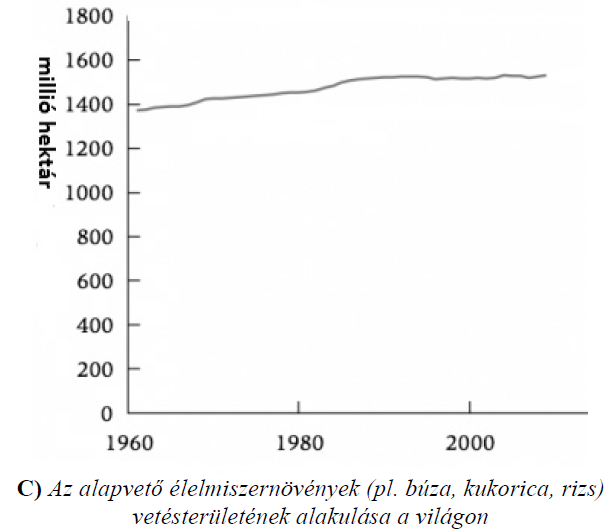 1800
1600
1400
1200
1000
800
600
400
200
0
millió hektár
1960 1980 2000
C) Az alapvető élelmiszernövények (pl. búza, kukorica, rizs)
vetésterületének alakulása a világon